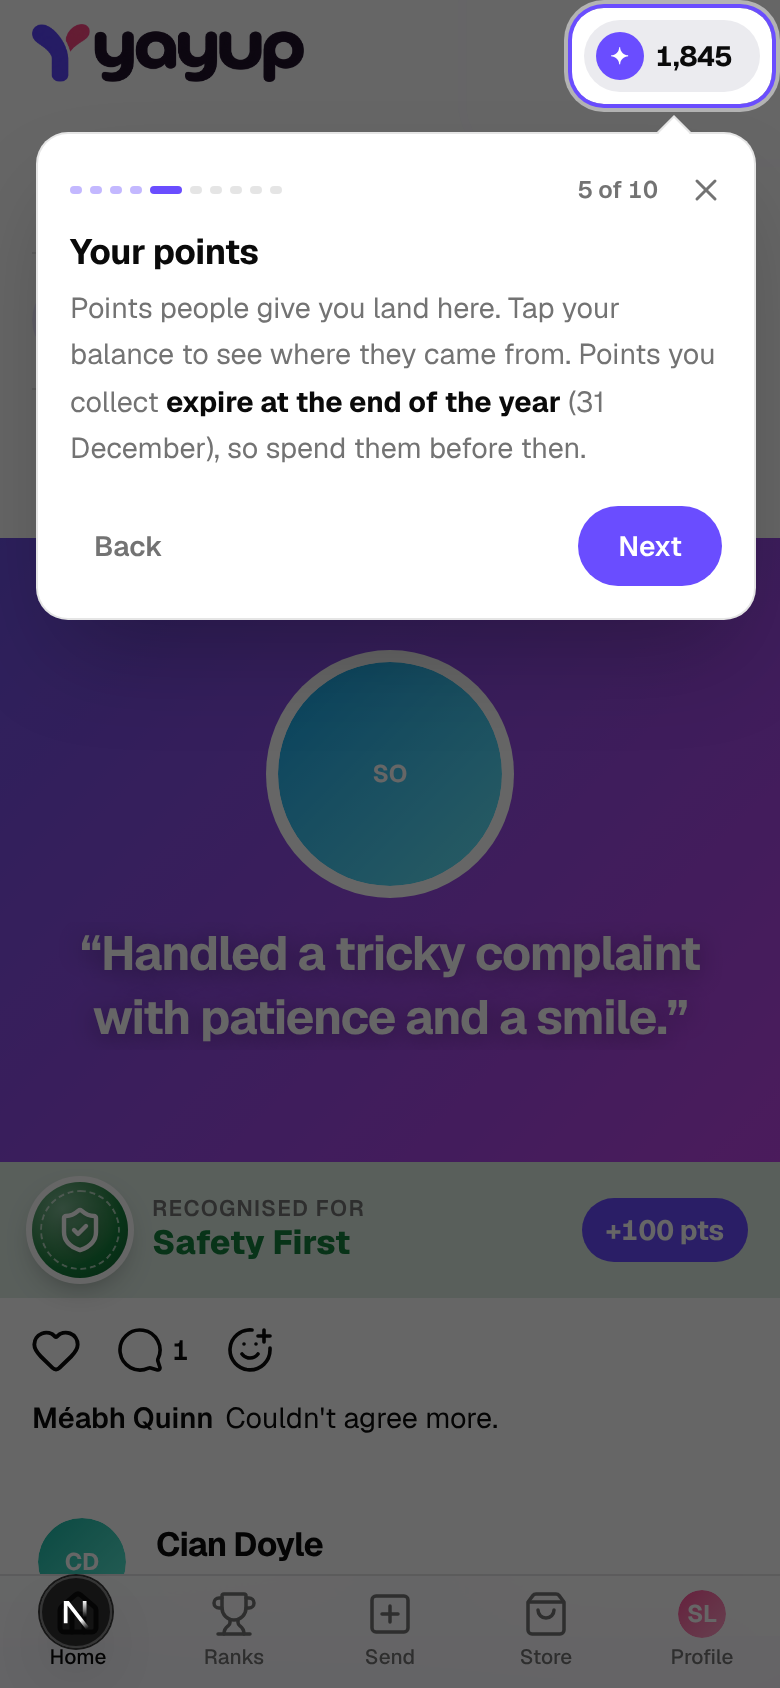 yayup
1,845
5 of 10
Your points
Points people give you land here. Tap your
balance to see where they came from. Points you
collect expire at the end of the year (31
December), so spend them before then.
Back
Next
SO
“Handled a tricky complaint
with patience and a smile.”
RECOGNISED FOR
Safety First
+100 pts
1
Méabh Quinn Couldn't agree more.
CD
Cian Doyle
N
SL
Home
Ranks
Send
Store
Profile